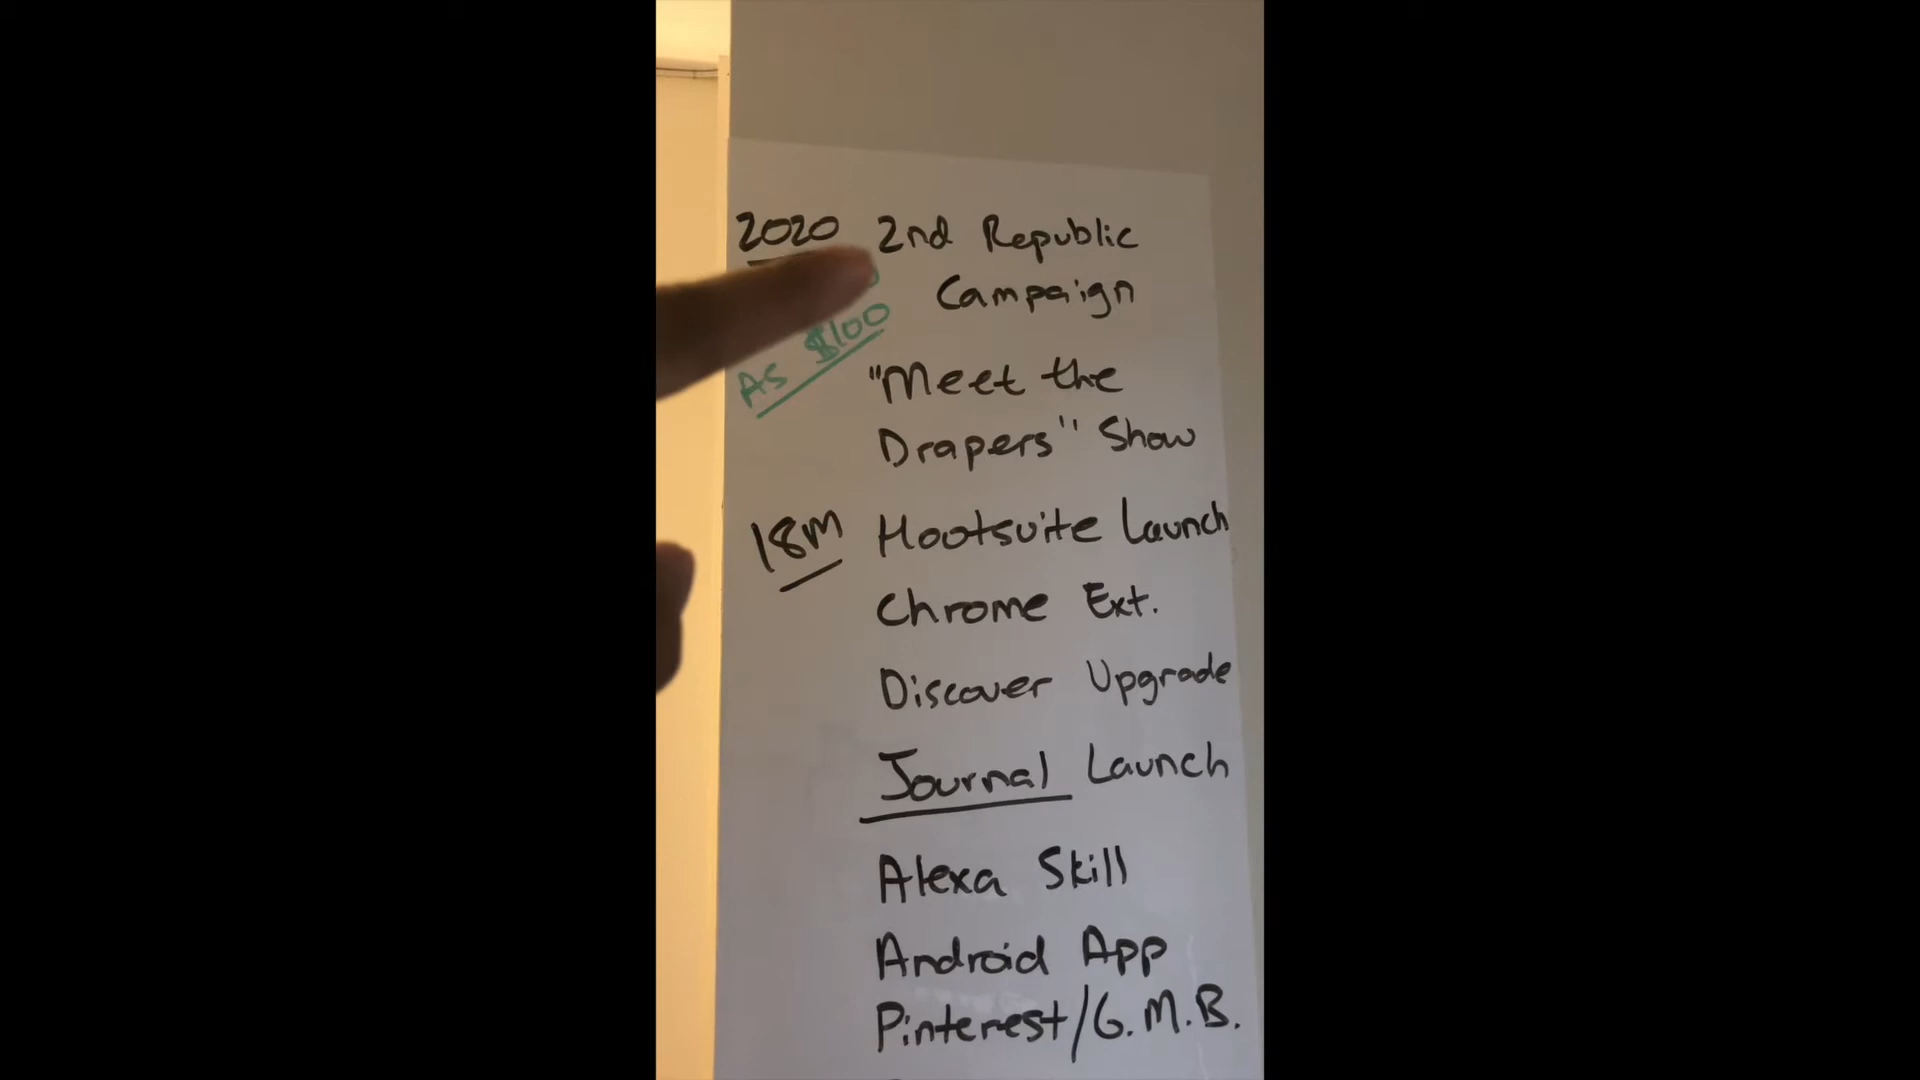 2020 2nd Republic
Campaign
As $100
"Meet the
Drapers" Show
18M Hootsuite Launch
Chrome Ext.
Discover Upgrade
Journal Launch
Alexa Skill
Android App
Pinterest/G.M.B.